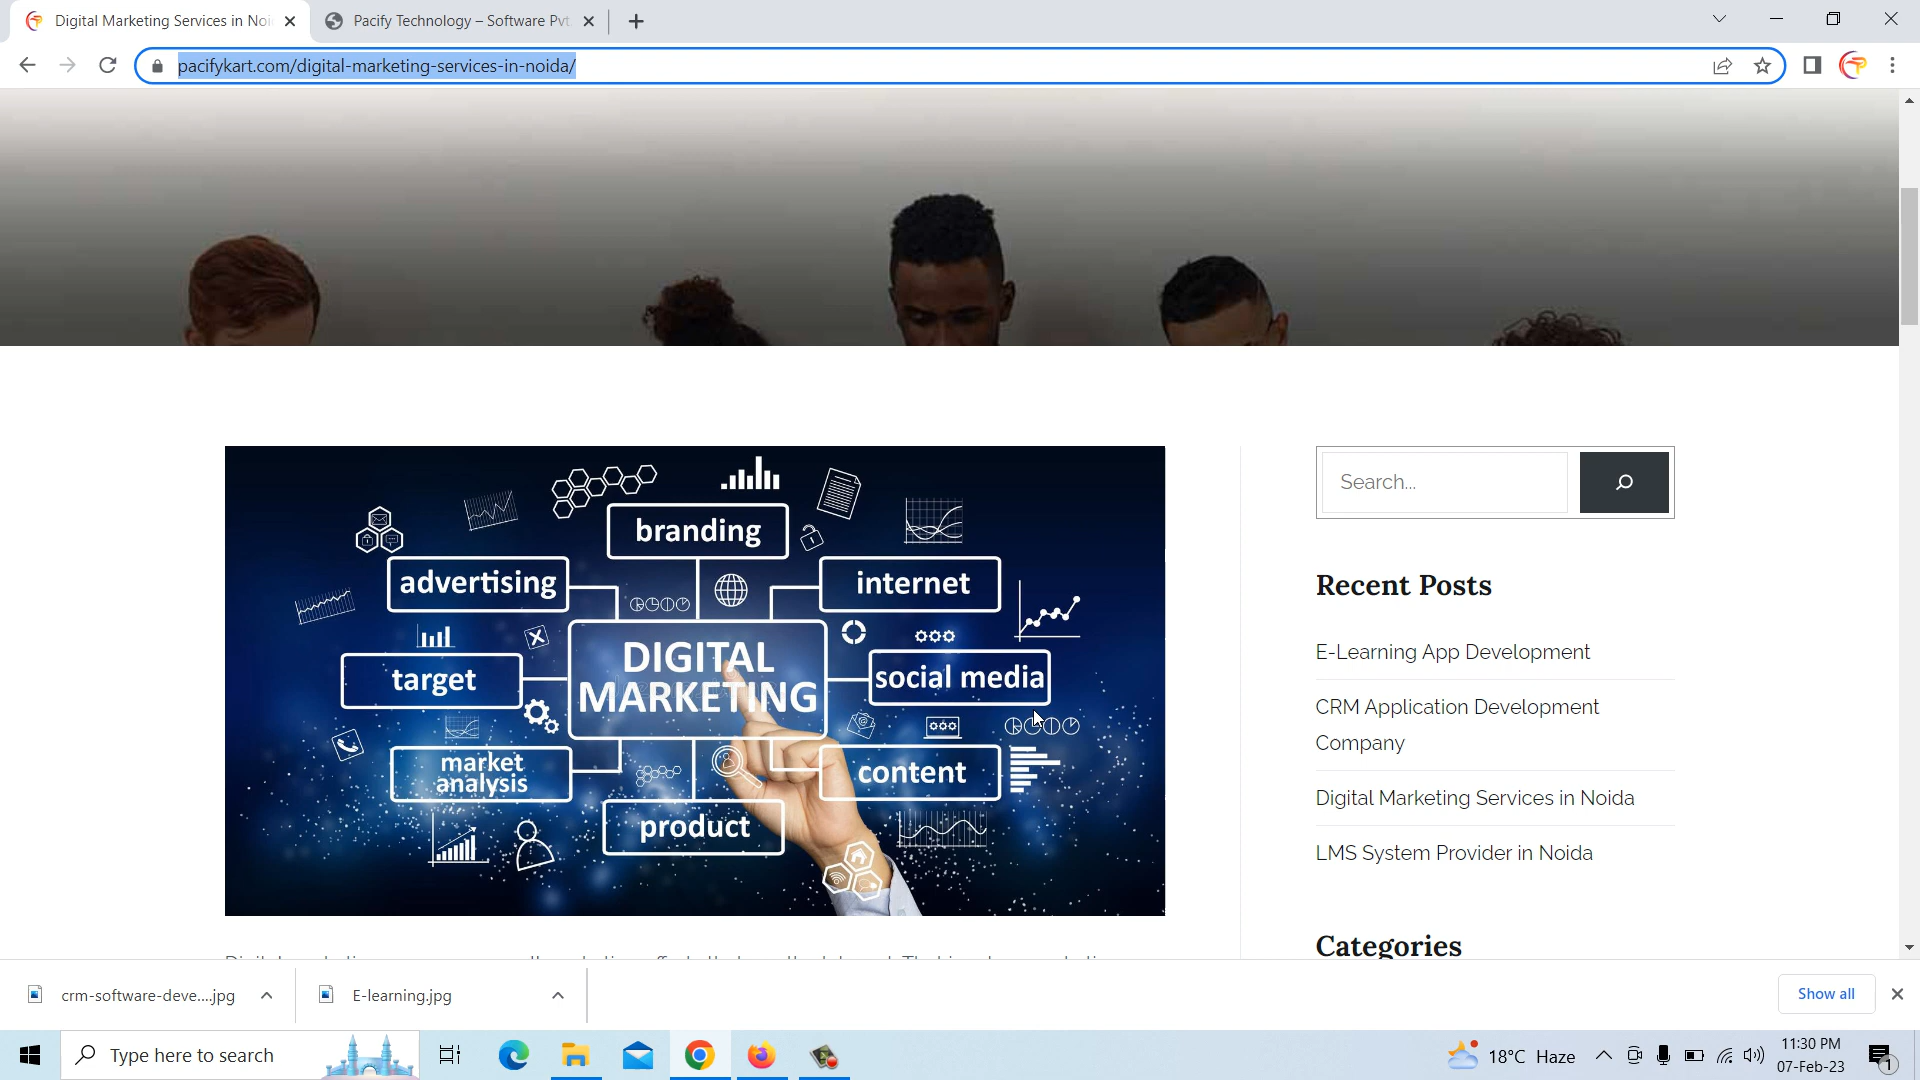 Digital Marketing Services in Noi
Pacify Technology – Software Pvt.
pacifykart.com/digital-marketing-services-in-noida/
branding
advertising
internet
DIGITAL
MARKETING
target
social media
market
analysis
content
product
Search...
Recent Posts
E-Learning App Development
CRM Application Development
Company
Digital Marketing Services in Noida
LMS System Provider in Noida
Categories
crm-software-deve....jpg
E-learning.jpg
Show all
Type here to search
18°C Haze
11:30 PM
07-Feb-23
1